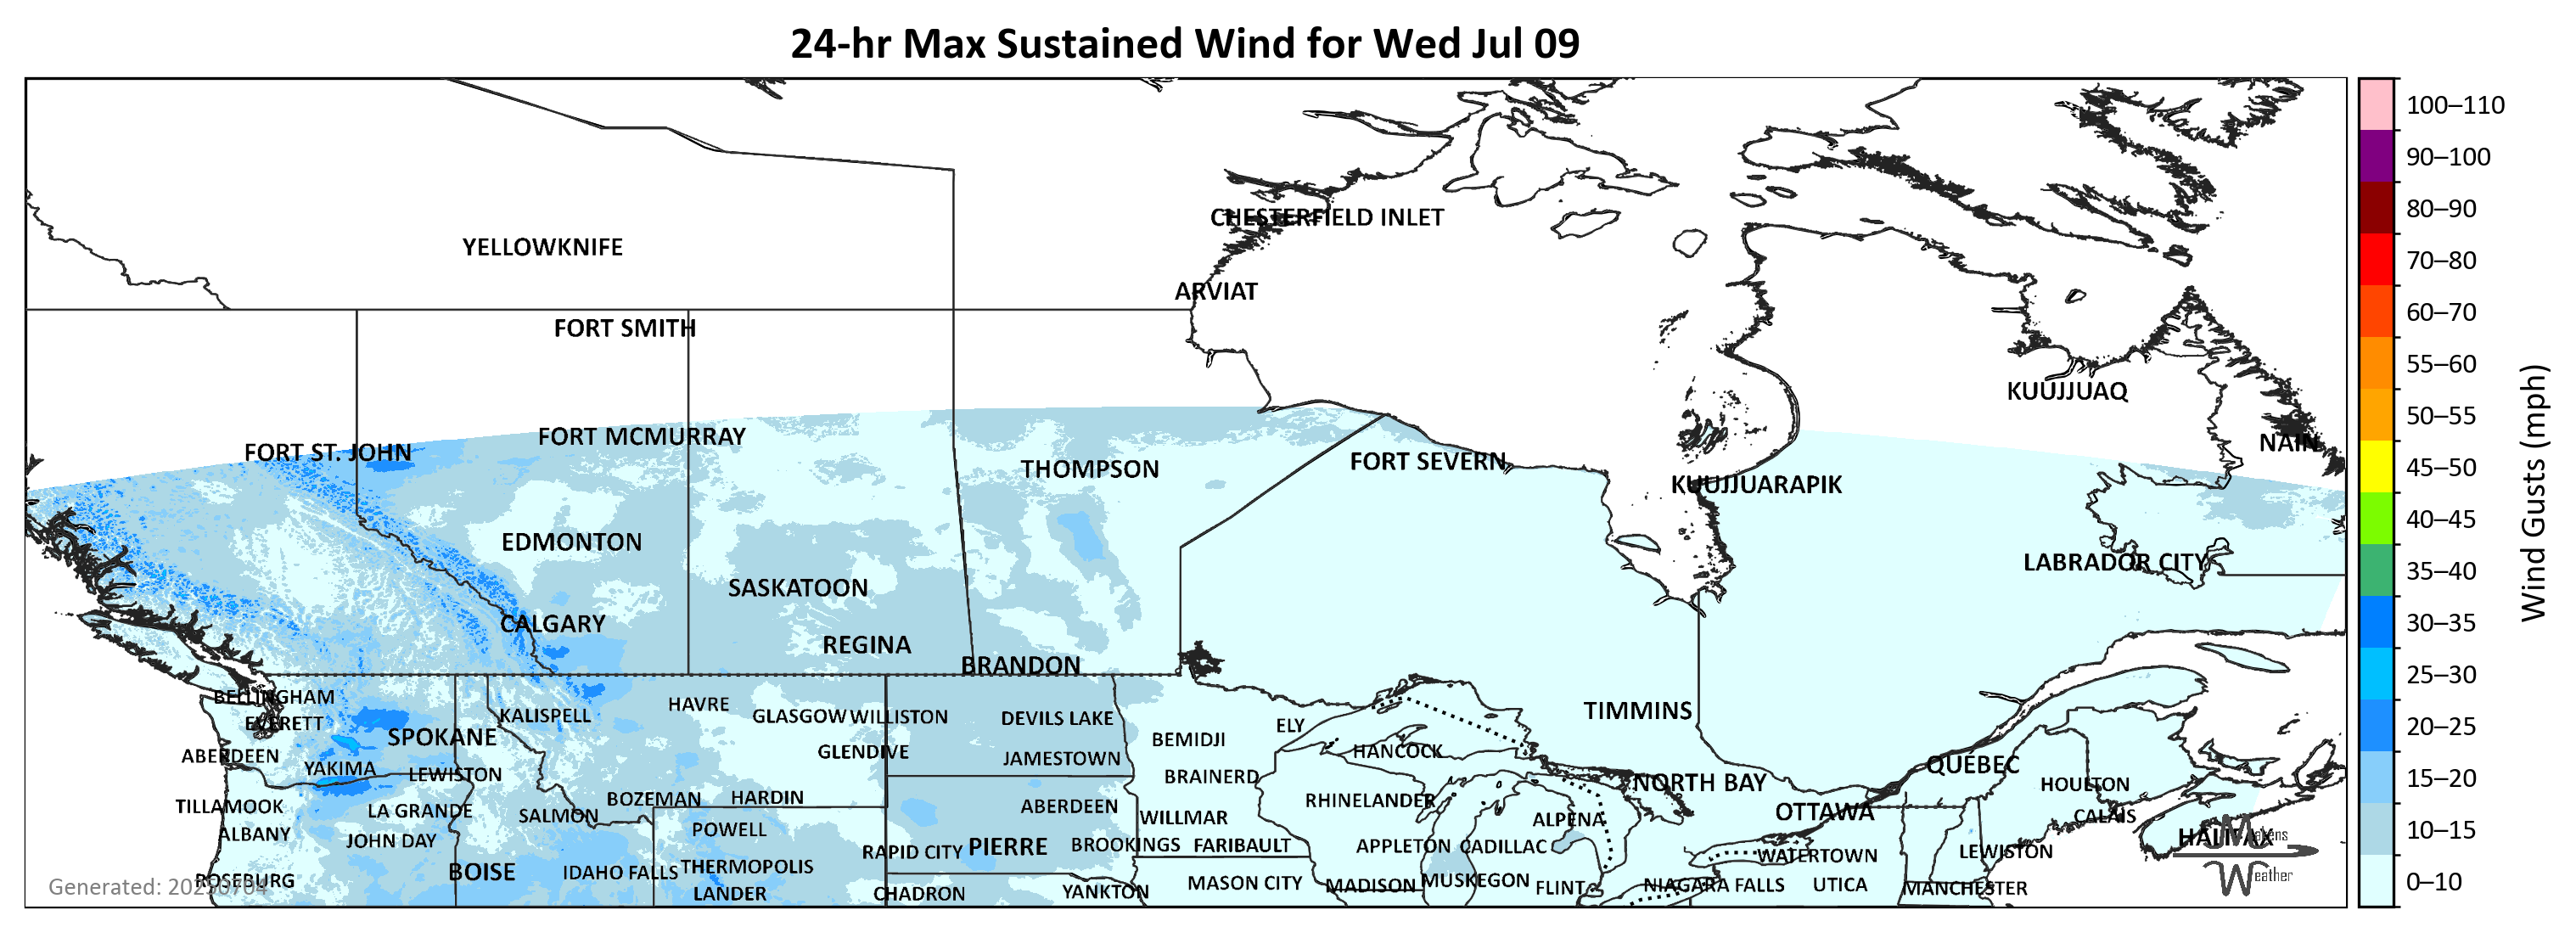 24-hr Max Sustained Wind for Wed Jul 09
100–110
90–100
80–90
70–80
60–70
55–60
50–55
45–50
40–45
35–40
30–35
25–30
20–25
15–20
10–15
0–10
Wind Gusts (mph)
CHESTERFIELD INLET
YELLOWKNIFE
ARVIAT
FORT SMITH
KUUJJUAQ
FORT MCMURRAY
NAIN
FORT ST. JOHN
FORT SEVERN
THOMPSON
KUUJJUARAPIK
EDMONTON
LABRADOR CITY
SASKATOON
CALGARY
REGINA
BRANDON
BELLINGHAM
HAVRE
TIMMINS
KALISPELL
GLASGOW
WILLISTON
DEVILS LAKE
EVERETT
ELY
SPOKANE
BEMIDJI
HANCOCK
GLENDIVE
ABERDEEN
JAMESTOWN
QUÉBEC
YAKIMA
LEWISTON
BRAINERD
NORTH BAY
HOULTON
BOZEMAN
HARDIN
RHINELANDER
TILLAMOOK
ABERDEEN
LA GRANDE
SALMON
OTTAWA
CALAIS
WILLMAR
ALPENA
POWELL
ALBANY
HALIFAX
Makens
JOHN DAY
BROOKINGS
FARIBAULT
APPLETON
CADILLAC
PIERRE
RAPID CITY
LEWISTON
WATERTOWN
THERMOPOLIS
BOISE
IDAHO FALLS
Weather
ROSEBURG
MUSKEGON
MASON CITY
MADISON
NIAGARA FALLS
UTICA
Generated: 20250704
FLINT
MANCHESTER
YANKTON
LANDER
CHADRON